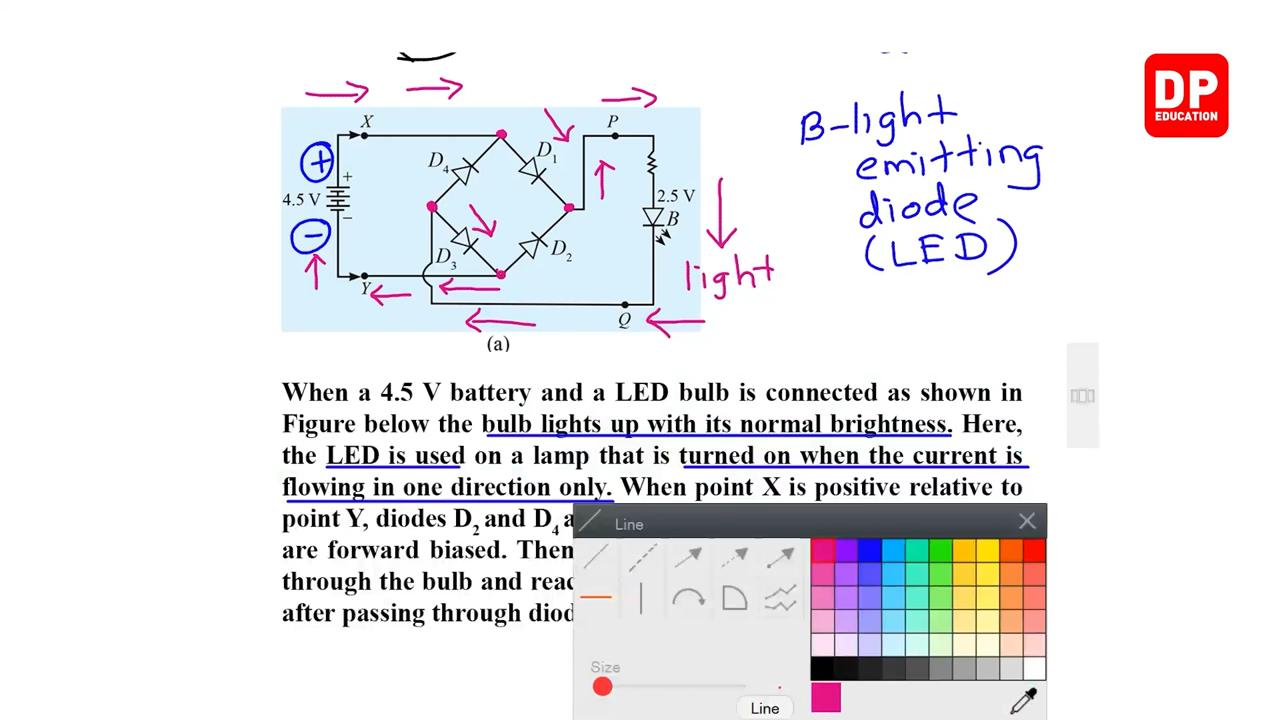 DP
EDUCATION
B-light
emitting
diode
(LED)
X
P
D4
D1
+
+
4.5 V
2.5 V
B
−
−
D3
D2
light
Y
Q
(a)
When a 4.5 V battery and a LED bulb is connected as shown in
Figure below the bulb lights up with its normal brightness. Here,
the LED is used on a lamp that is turned on when the current is
flowing in one direction only. When point X is positive relative to
point Y, diodes D2 and D4
are forward biased. Then
through the bulb and
after passing through
Line
Size
Line